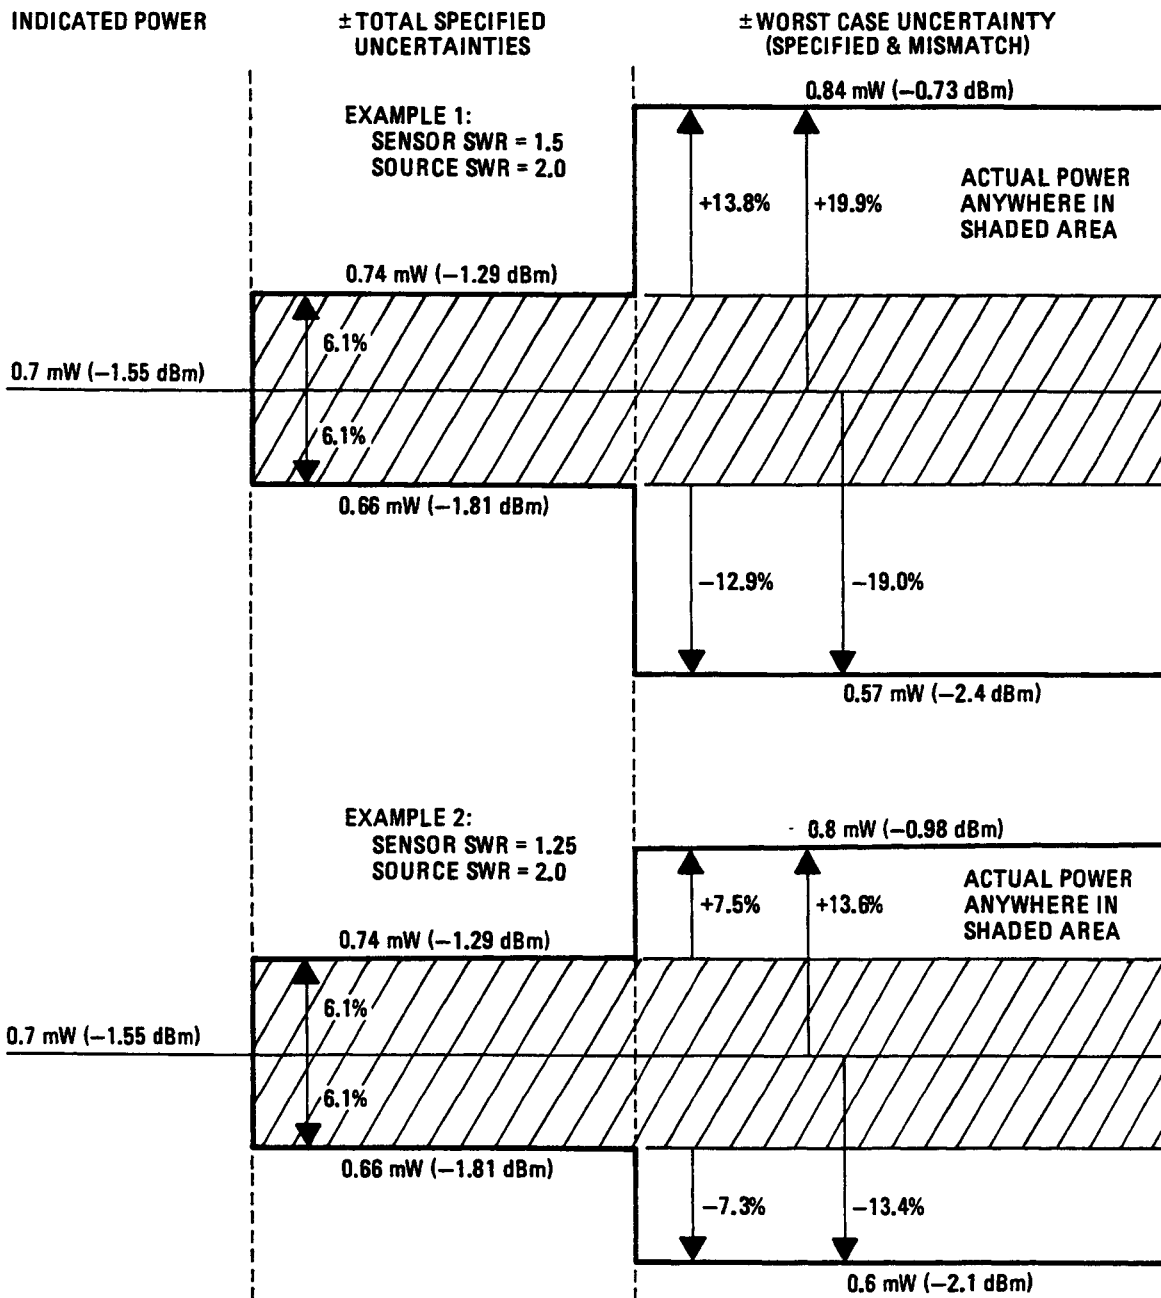 INDICATED POWER
±TOTAL SPECIFIED
UNCERTAINTIES
±WORST CASE UNCERTAINTY
(SPECIFIED & MISMATCH)
0.84 mW (−0.73 dBm)
EXAMPLE 1:
SENSOR SWR = 1.5
SOURCE SWR = 2.0
+13.8%
+19.9%
ACTUAL POWER
ANYWHERE IN
SHADED AREA
0.74 mW (−1.29 dBm)
6.1%
0.7 mW (−1.55 dBm)
6.1%
0.66 mW (−1.81 dBm)
−12.9%
−19.0%
0.57 mW (−2.4 dBm)
EXAMPLE 2:
SENSOR SWR = 1.25
SOURCE SWR = 2.0
0.8 mW (−0.98 dBm)
+7.5%
+13.6%
ACTUAL POWER
ANYWHERE IN
SHADED AREA
0.74 mW (−1.29 dBm)
6.1%
0.7 mW (−1.55 dBm)
6.1%
0.66 mW (−1.81 dBm)
−7.3%
−13.4%
0.6 mW (−2.1 dBm)